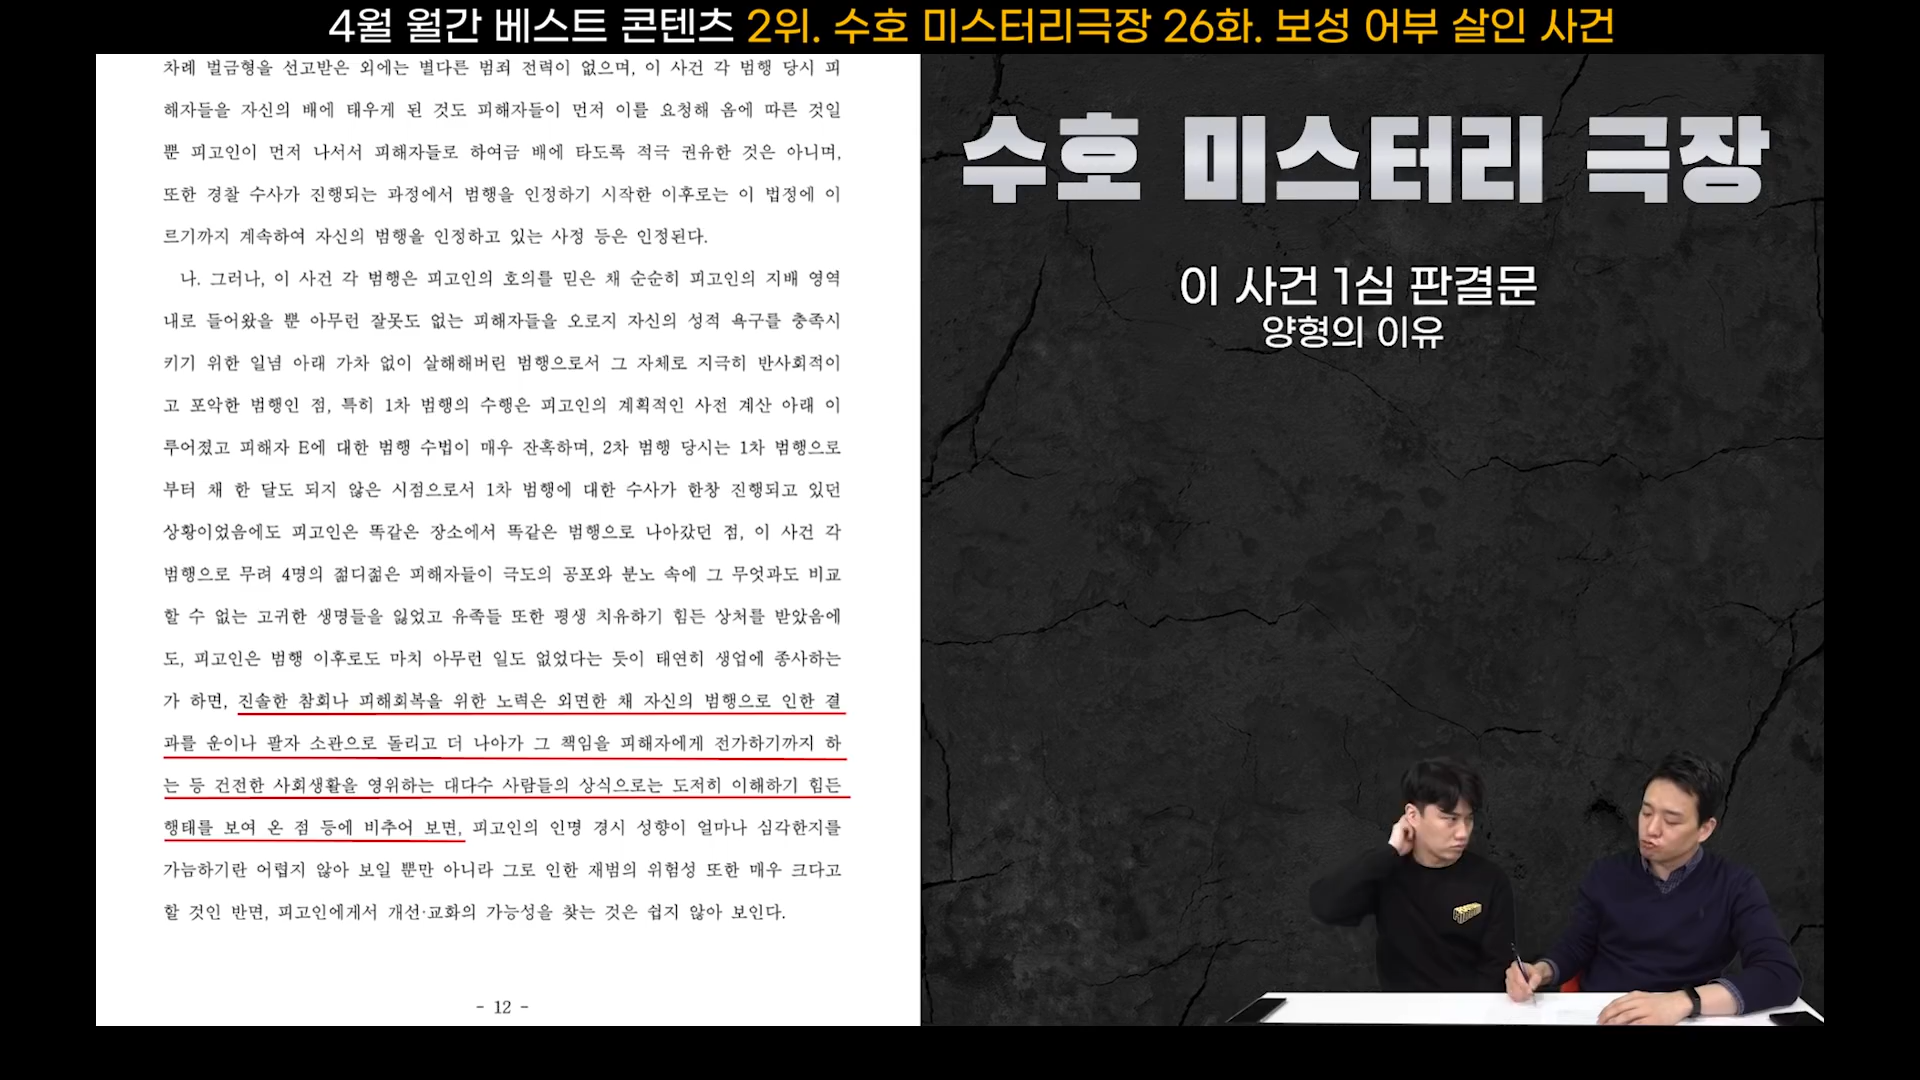 4월 월간 베스트 콘텐츠 2위. 수호 미스터리극장 26화. 보성 어부 살인 사건
차례 벌금형을 선고받은 외에는 별다른 범죄 전력이 없으며, 이 사건 각 범행 당시 피
해자들을 자신의 배에 태우게 된 것도 피해자들이 먼저 이를 요청해 옴에 따른 것일
뿐 피고인이 먼저 나서서 피해자들로 하여금 배에 타도록 적극 권유한 것은 아니며,
또한 경찰 수사가 진행되는 과정에서 범행을 인정하기 시작한 이후로는 이 법정에 이
르기까지 계속하여 자신의 범행을 인정하고 있는 사정 등은 인정된다.
나. 그러나, 이 사건 각 범행은 피고인의 호의를 믿은 채 순순히 피고인의 지배 영역
내로 들어왔을 뿐 아무런 잘못도 없는 피해자들을 오로지 자신의 성적 욕구를 충족시
키기 위한 일념 아래 가차 없이 살해해버린 범행으로서 그 자체로 지극히 반사회적이
고 포악한 범행인 점, 특히 1차 범행의 수행은 피고인의 계획적인 사전 계산 아래 이
루어졌고 피해자 E에 대한 범행 수법이 매우 잔혹하며, 2차 범행 당시는 1차 범행으로
부터 채 한 달도 되지 않은 시점으로서 1차 범행에 대한 수사가 한창 진행되고 있던
상황이었음에도 피고인은 똑같은 장소에서 똑같은 범행으로 나아갔던 점, 이 사건 각
범행으로 무려 4명의 젊디젊은 피해자들이 극도의 공포와 분노 속에 그 무엇과도 비교
할 수 없는 고귀한 생명들을 잃었고 유족들 또한 평생 치유하기 힘든 상처를 받았음에
도, 피고인은 범행 이후로도 마치 아무런 일도 없었다는 듯이 태연히 생업에 종사하는
가 하면, 진솔한 참회나 피해회복을 위한 노력은 외면한 채 자신의 범행으로 인한 결
과를 운이나 팔자 소관으로 돌리고 더 나아가 그 책임을 피해자에게 전가하기까지 하
는 등 건전한 사회생활을 영위하는 대다수 사람들의 상식으로는 도저히 이해하기 힘든
행태를 보여 온 점 등에 비추어 보면, 피고인의 인명 경시 성향이 얼마나 심각한지를
가늠하기란 어렵지 않아 보일 뿐만 아니라 그로 인한 재범의 위험성 또한 매우 크다고
할 것인 반면, 피고인에게서 개선·교화의 가능성을 찾는 것은 쉽지 않아 보인다.
- 12 -
수호 미스터리 극장
이 사건 1심 판결문
양형의 이유